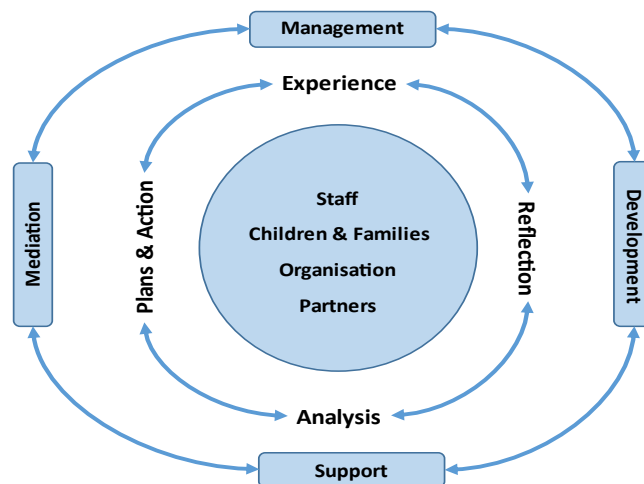 Management
Experience
Mediation
Plans & Action
Staff
Children & Families
Organisation
Partners
Reflection
Development
Analysis
Support